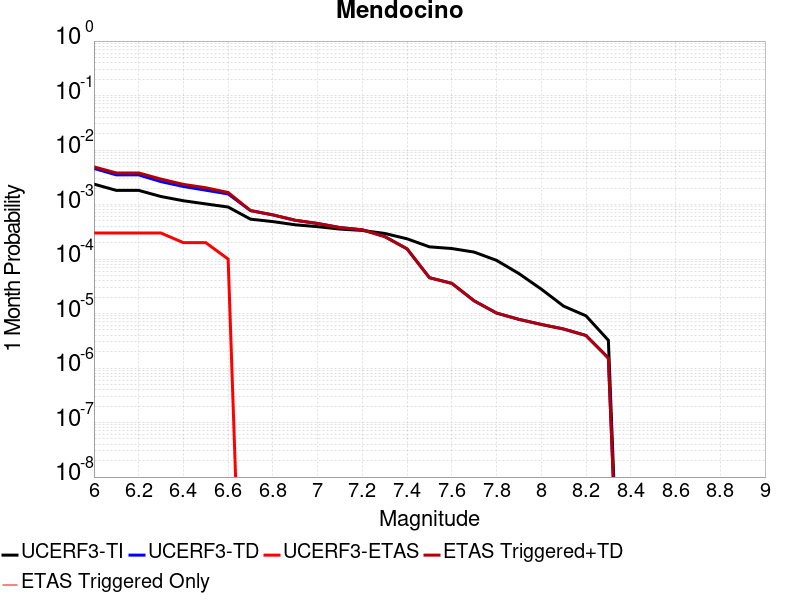 Mendocino
10^0
10^-1
10^-2
10^-3
10^-4
10^-5
10^-6
10^-7
10^-8
1 Month Probability
6 6.2 6.4 6.6 6.8 7 7.2 7.4 7.6 7.8 8 8.2 8.4 8.6 8.8 9
Magnitude
UCERF3-TI UCERF3-TD UCERF3-ETAS ETAS Triggered+TD
ETAS Triggered Only